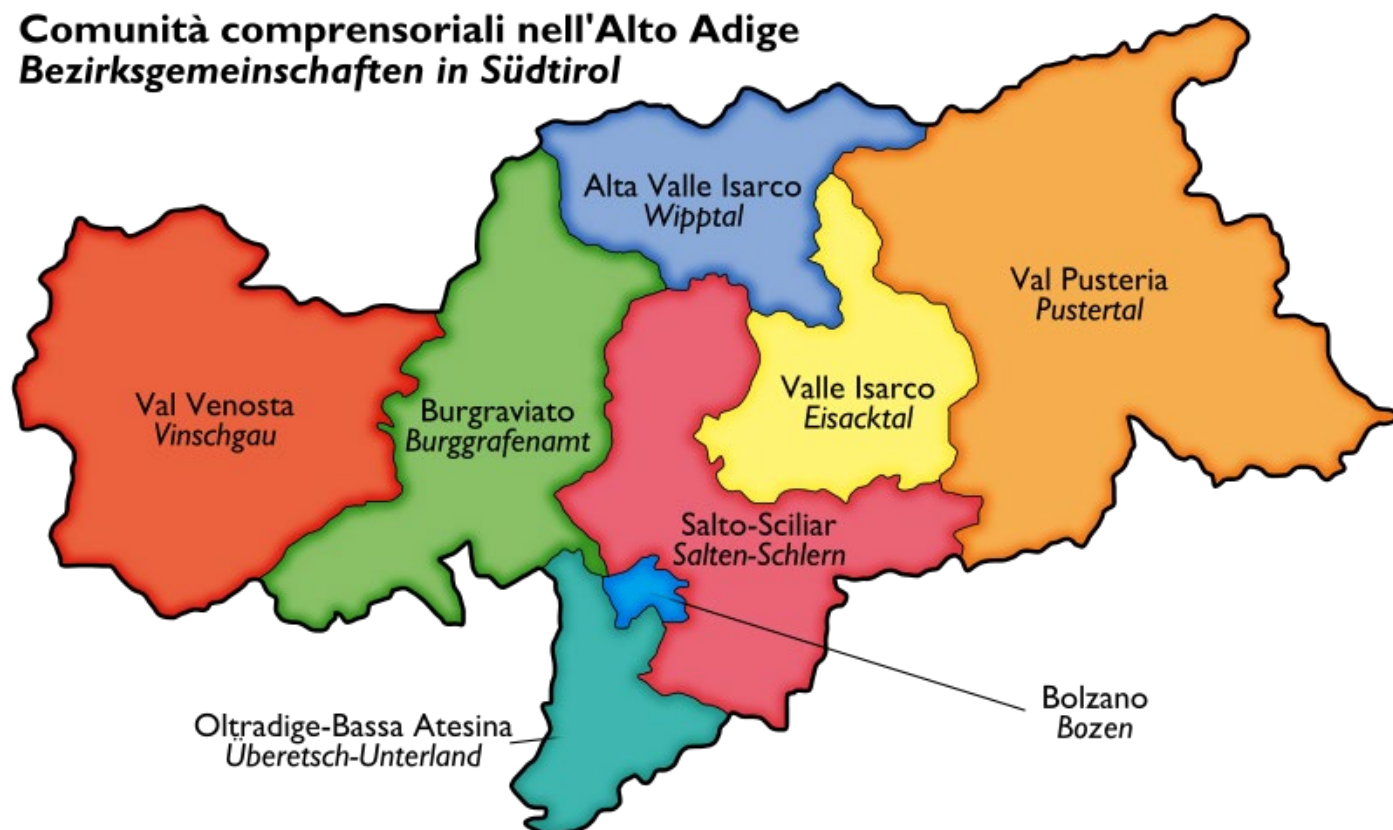 Comunità comprensoriali nell'Alto Adige
Bezirksgemeinschaften in Südtirol
Alta Valle Isarco
Wipptal
Val Pusteria
Pustertal
Val Venosta
Vinschgau
Burgraviato
Burggrafenamt
Valle Isarco
Eisacktal
Salto-Sciliar
Salten-Schlern
Bolzano
Bozen
Oltradige-Bassa Atesina
Überetsch-Unterland